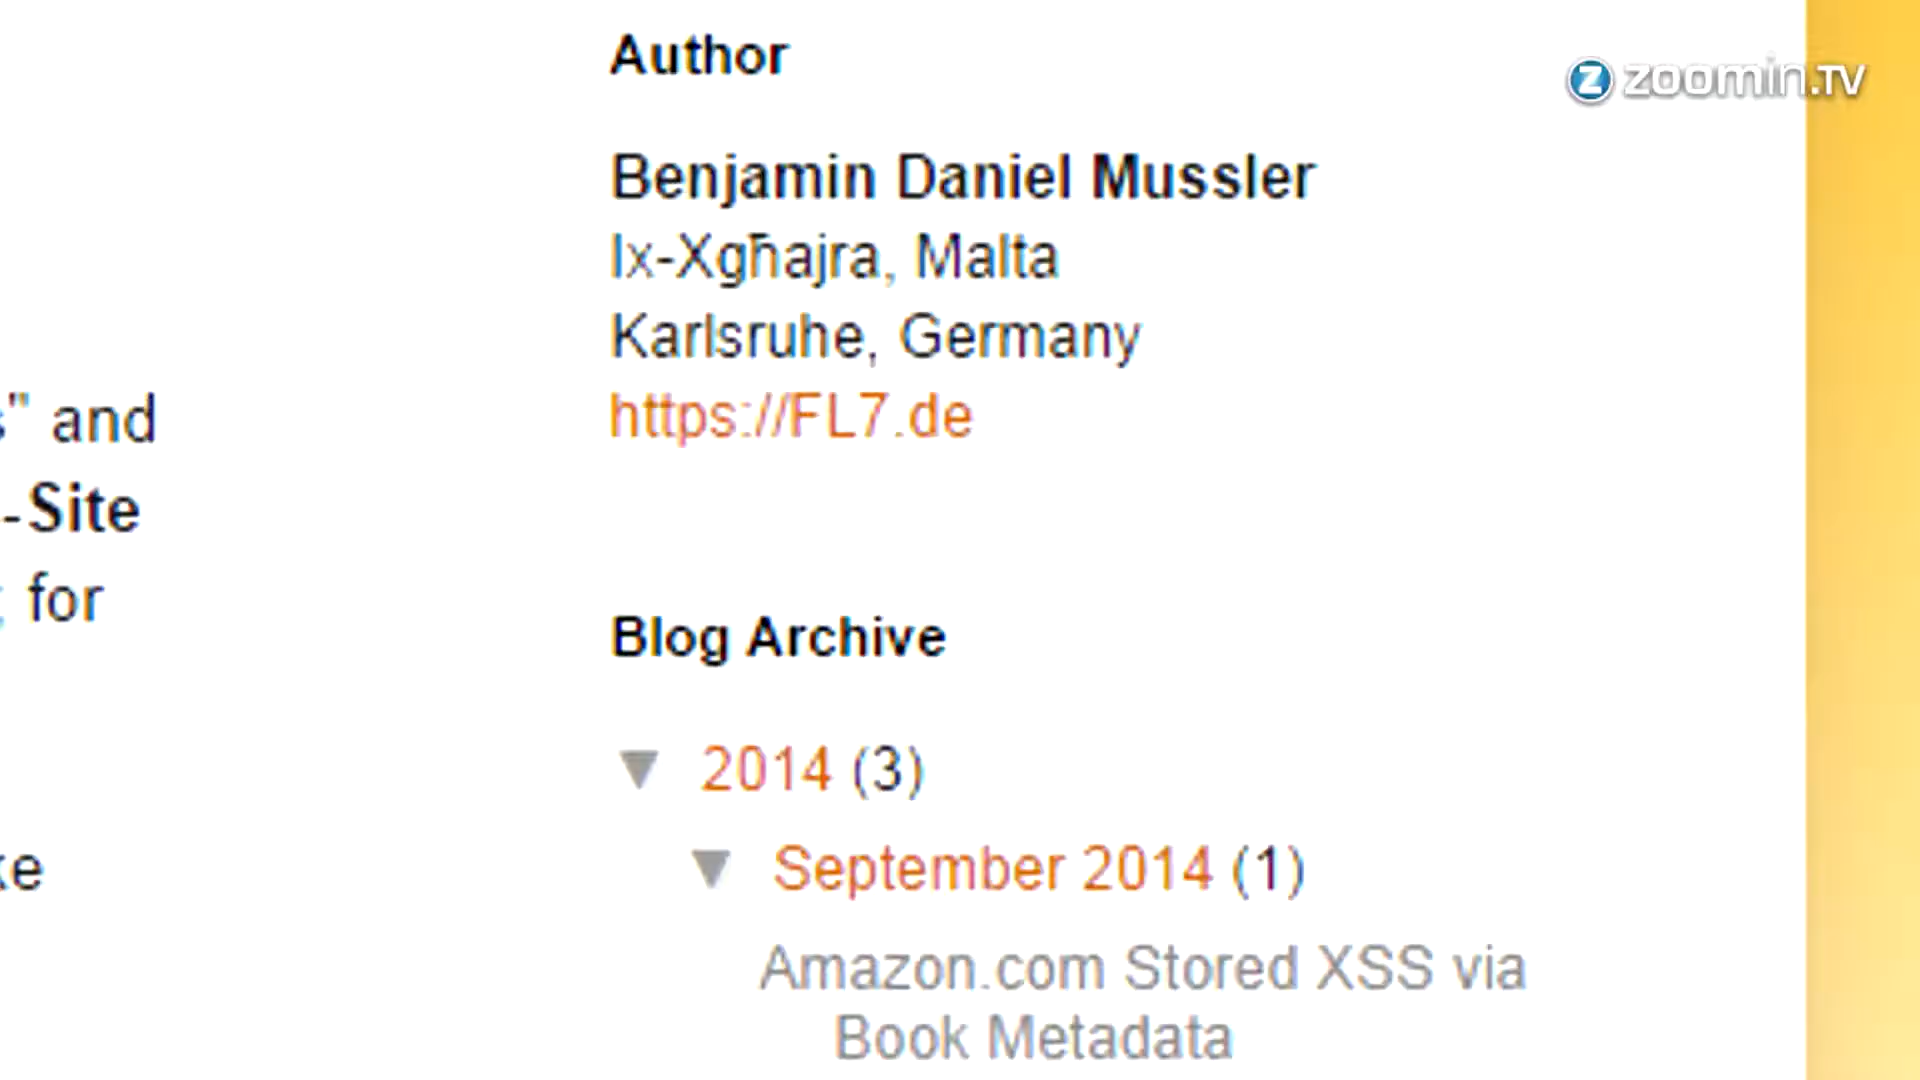 Author
zoomin.TV
Benjamin Daniel Mussler
Ix-Xgħajra, Malta
Karlsruhe, Germany
https://FL7.de
" and
-Site
for
Blog Archive
▼ 2014 (3)
▼ September 2014 (1)
Amazon.com Stored XSS via
Book Metadata